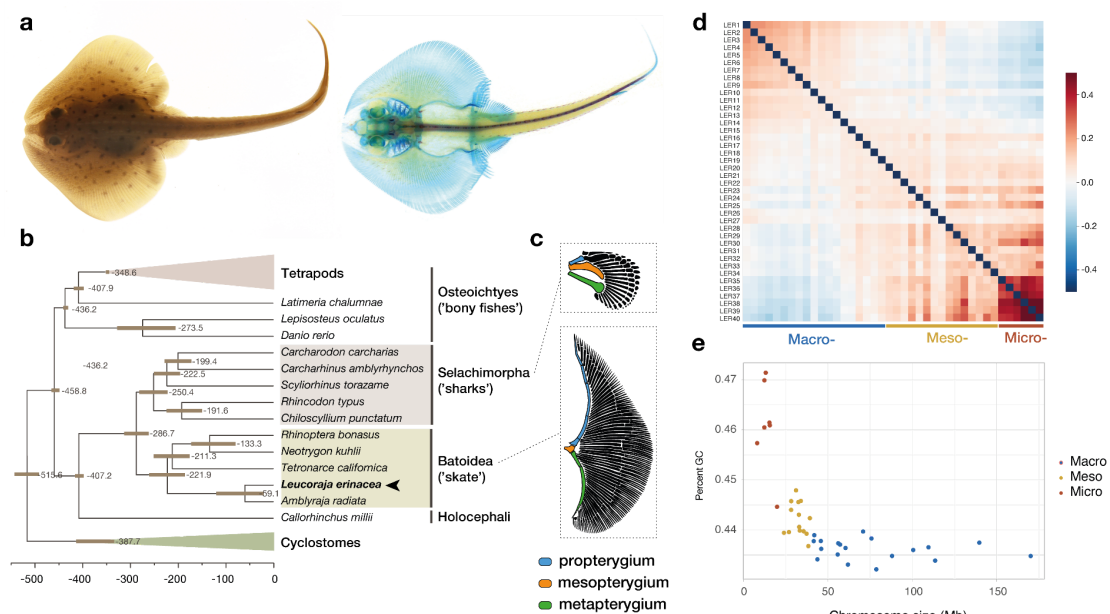 a
b
-348.6
-407.9
-436.2
-273.5
436.2
-458.8
-199.4
-222.5
-250.4
-191.6
-286.7
-133.3
-211.3
-221.9
-515.6
-407.2
-59.1
-387.7
Tetrapods
Latimeria chalumnae
Lepisosteus oculatus
Danio rerio
Carcharodon carcharias
Carcharhinus amblyrhynchos
Scyliorhinus torazame
Rhincodon typus
Chiloscyllium punctatum
Rhinoptera bonasus
Neotrygon kuhlii
Tetronarce californica
Leucoraja erinacea
Amblyraja radiata
Callorhinchus millii
Cyclostomes
Osteoichtyes
('bony fishes')
Selachimorpha
('sharks')
Batoidea
('skate')
Holocephali
-500 -400 -300 -200 -100 0
c
propterygium
mesopterygium
metapterygium
d
LER1
LER2
LER3
LER4
LER5
LER6
LER7
LER8
LER9
LER10
LER11
LER12
LER13
LER14
LER15
LER16
LER17
LER18
LER19
LER20
LER21
LER22
LER23
LER24
LER25
LER26
LER27
LER28
LER29
LER30
LER31
LER32
LER33
LER34
LER35
LER36
LER37
LER38
LER39
LER40
Macro- Meso- Micro-
0.4
0.2
0.0
-0.2
-0.4
e
Percent GC
0.47
0.46
0.45
0.44
0 50 100 150
Chromosome size (Mb)
Macro
Meso
Micro